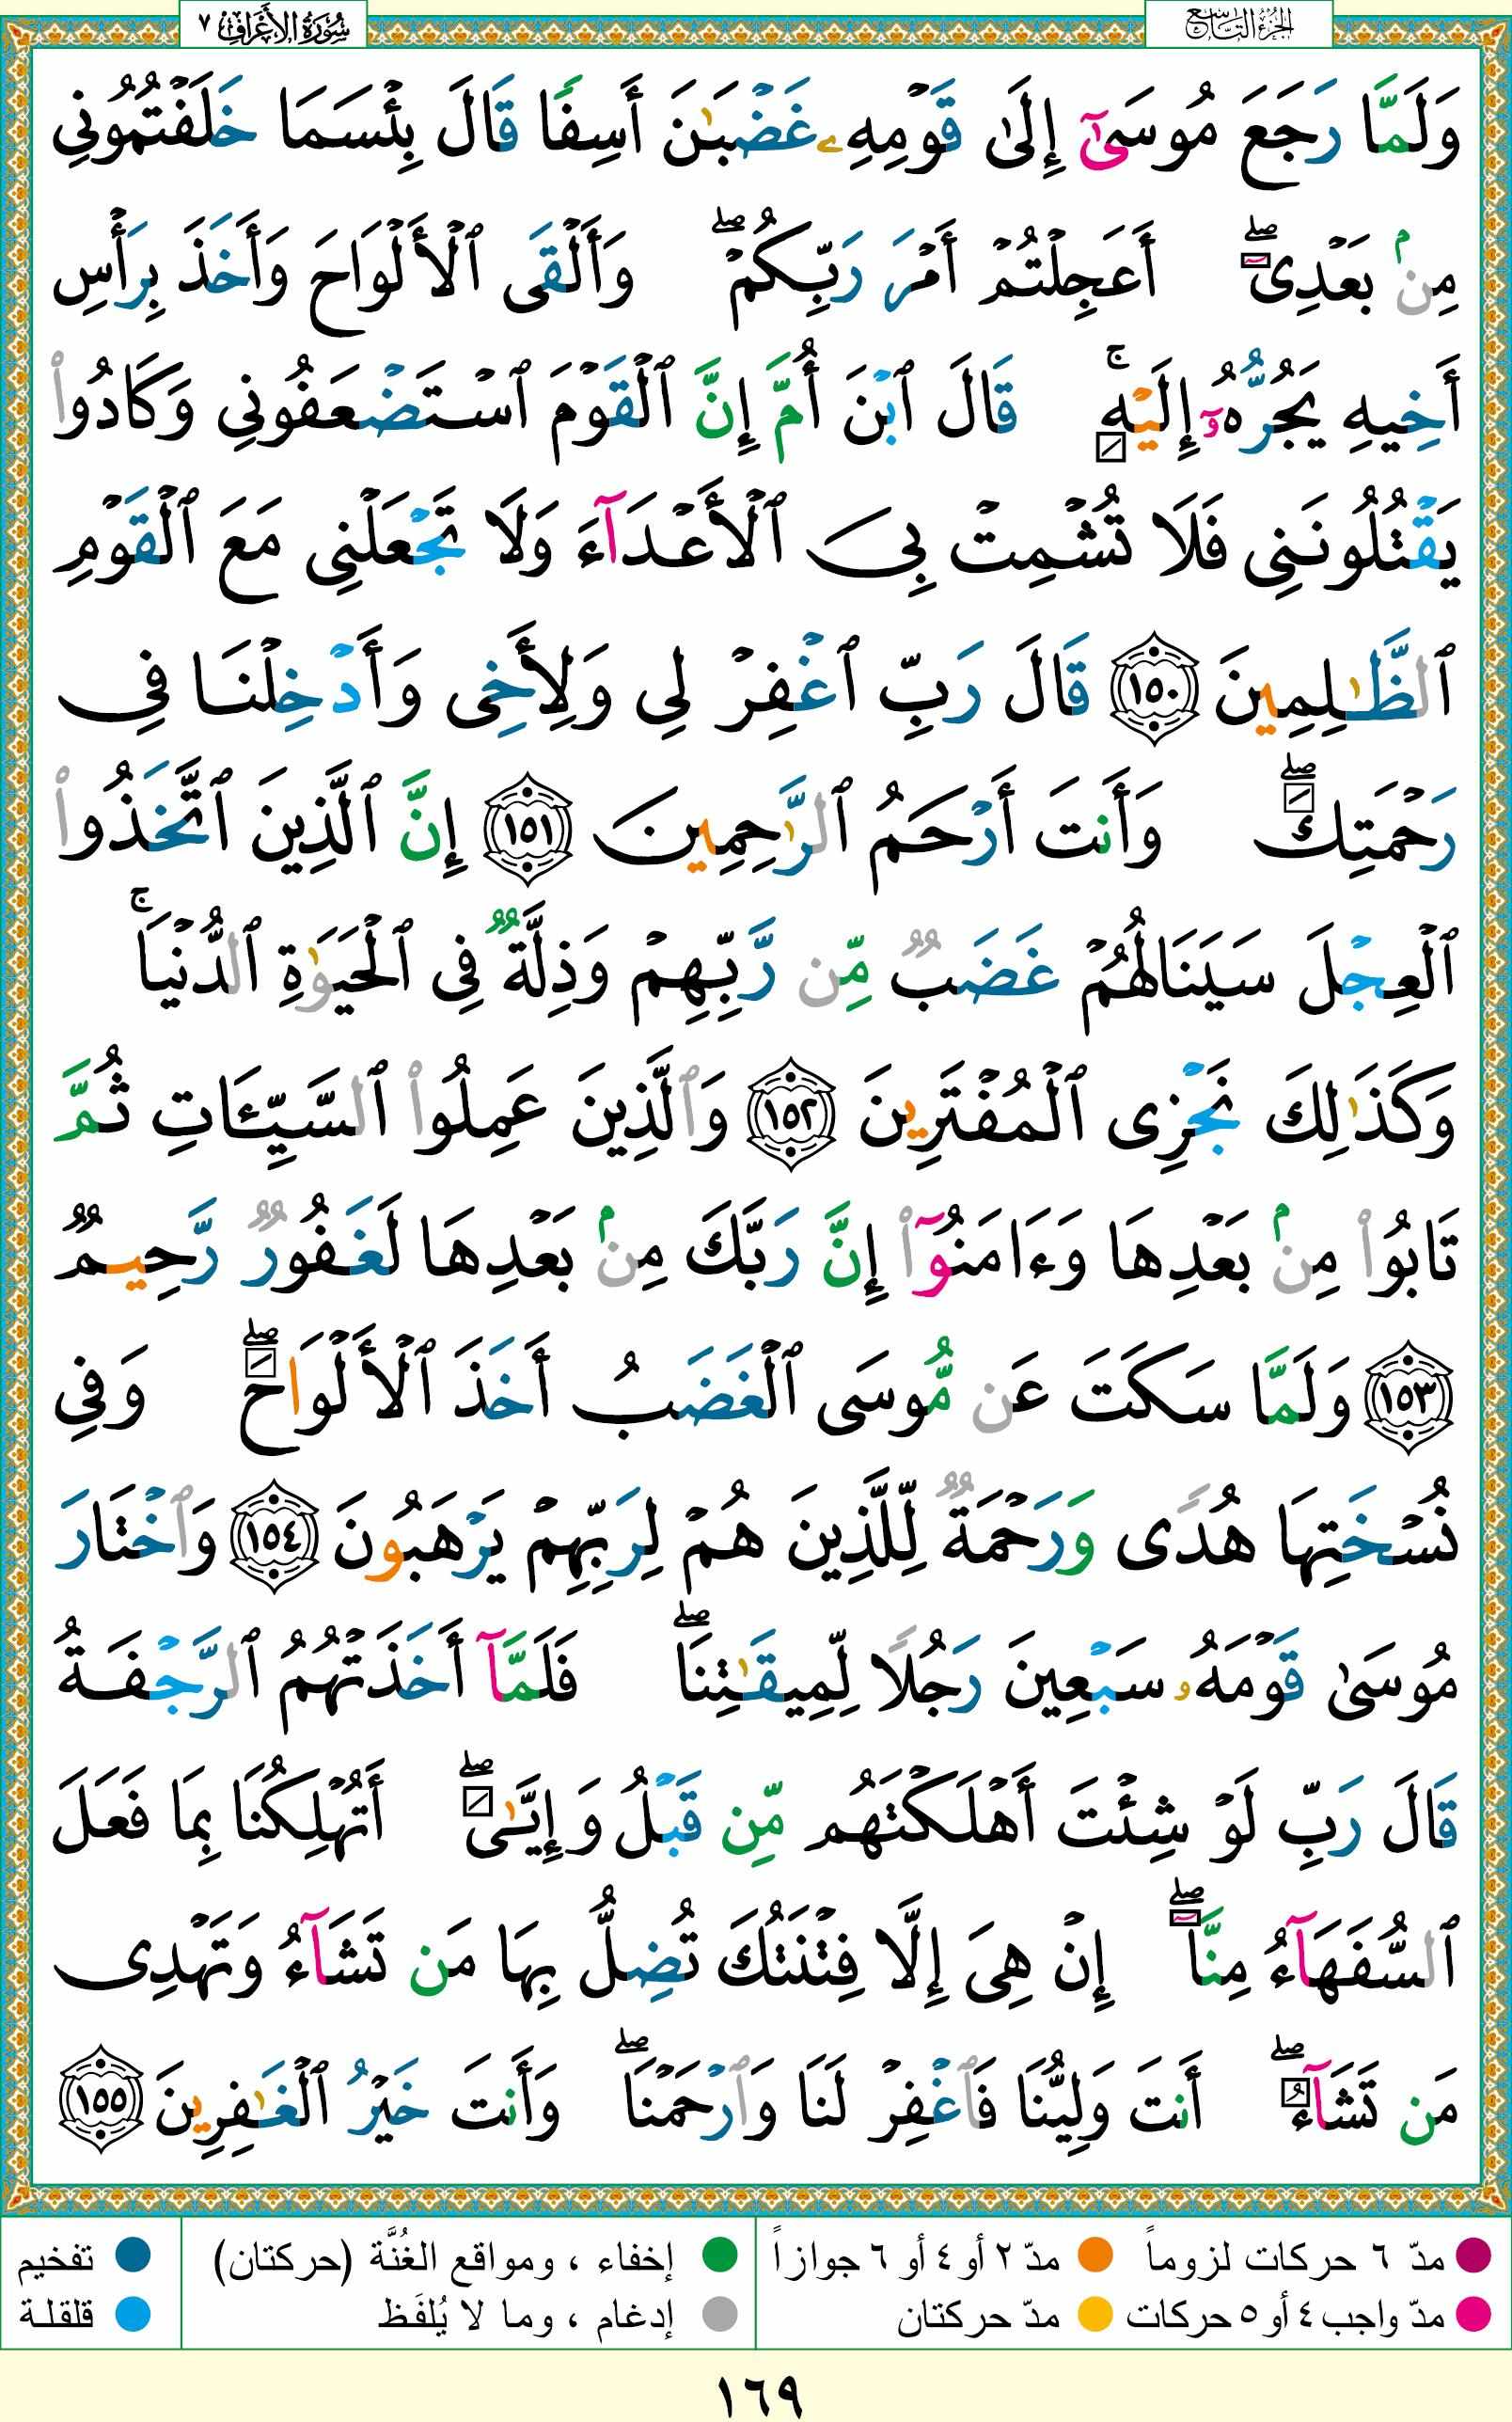 الجزء التاسع
سورة الأعراف ٧
وَلَمَّا رَجَعَ مُوسَىٰٓ إِلَىٰ قَوْمِهِۦ غَضْبَـٰنَ أَسِفًا قَالَ بِئْسَمَا خَلَفْتُمُونِى
مِنۢ بَعْدِىٓ ۖ أَعَجِلْتُمْ أَمْرَ رَبِّكُمْ ۖ وَأَلْقَى ٱلْأَلْوَاحَ وَأَخَذَ بِرَأْسِ
أَخِيهِ يَجُرُّهُۥٓ إِلَيْهِ ۚ قَالَ ٱبْنَ أُمَّ إِنَّ ٱلْقَوْمَ ٱسْتَضْعَفُونِى وَكَادُوا۟
يَقْتُلُونَنِى فَلَا تُشْمِتْ بِىَ ٱلْأَعْدَآءَ وَلَا تَجْعَلْنِى مَعَ ٱلْقَوْمِ
ٱلظَّـٰلِمِينَ ١٥٠ قَالَ رَبِّ ٱغْفِرْ لِى وَلِأَخِى وَأَدْخِلْنَا فِى
رَحْمَتِكَ ۖ وَأَنتَ أَرْحَمُ ٱلرَّٰحِمِينَ ١٥١ إِنَّ ٱلَّذِينَ ٱتَّخَذُوا۟
ٱلْعِجْلَ سَيَنَالُهُمْ غَضَبٌ مِّن رَّبِّهِمْ وَذِلَّةٌ فِى ٱلْحَيَوٰةِ ٱلدُّنْيَا ۚ
وَكَذَٰلِكَ نَجْزِى ٱلْمُفْتَرِينَ ١٥٢ وَٱلَّذِينَ عَمِلُوا۟ ٱلسَّيِّـَٔاتِ ثُمَّ
تَابُوا۟ مِنۢ بَعْدِهَا وَءَامَنُوٓا۟ إِنَّ رَبَّكَ مِنۢ بَعْدِهَا لَغَفُورٌ رَّحِيمٌ
١٥٣ وَلَمَّا سَكَتَ عَن مُّوسَى ٱلْغَضَبُ أَخَذَ ٱلْأَلْوَاحَ ۖ وَفِى
نُسْخَتِهَا هُدًى وَرَحْمَةٌ لِّلَّذِينَ هُمْ لِرَبِّهِمْ يَرْهَبُونَ ١٥٤ وَٱخْتَارَ
مُوسَىٰ قَوْمَهُۥ سَبْعِينَ رَجُلًا لِّمِيقَـٰتِنَا ۖ فَلَمَّآ أَخَذَتْهُمُ ٱلرَّجْفَةُ
قَالَ رَبِّ لَوْ شِئْتَ أَهْلَكْتَهُم مِّن قَبْلُ وَإِيَّـٰىَ ۖ أَتُهْلِكُنَا بِمَا فَعَلَ
ٱلسُّفَهَآءُ مِنَّآ ۖ إِنْ هِىَ إِلَّا فِتْنَتُكَ تُضِلُّ بِهَا مَن تَشَآءُ وَتَهْدِى
مَن تَشَآءُ ۖ أَنتَ وَلِيُّنَا فَٱغْفِرْ لَنَا وَٱرْحَمْنَا ۖ وَأَنتَ خَيْرُ ٱلْغَـٰفِرِينَ ١٥٥
مدّ ٦ حركات لزوماً مدّ ٢ أو ٤ أو ٦ جوازاً إخفاء ، ومواقع الغُنَّة (حركتان) تفخيم
مدّ واجب ٤ أو ٥ حركات مدّ حركتان إدغام ، وما لا يُلفَظ قلقلة
١٦٩